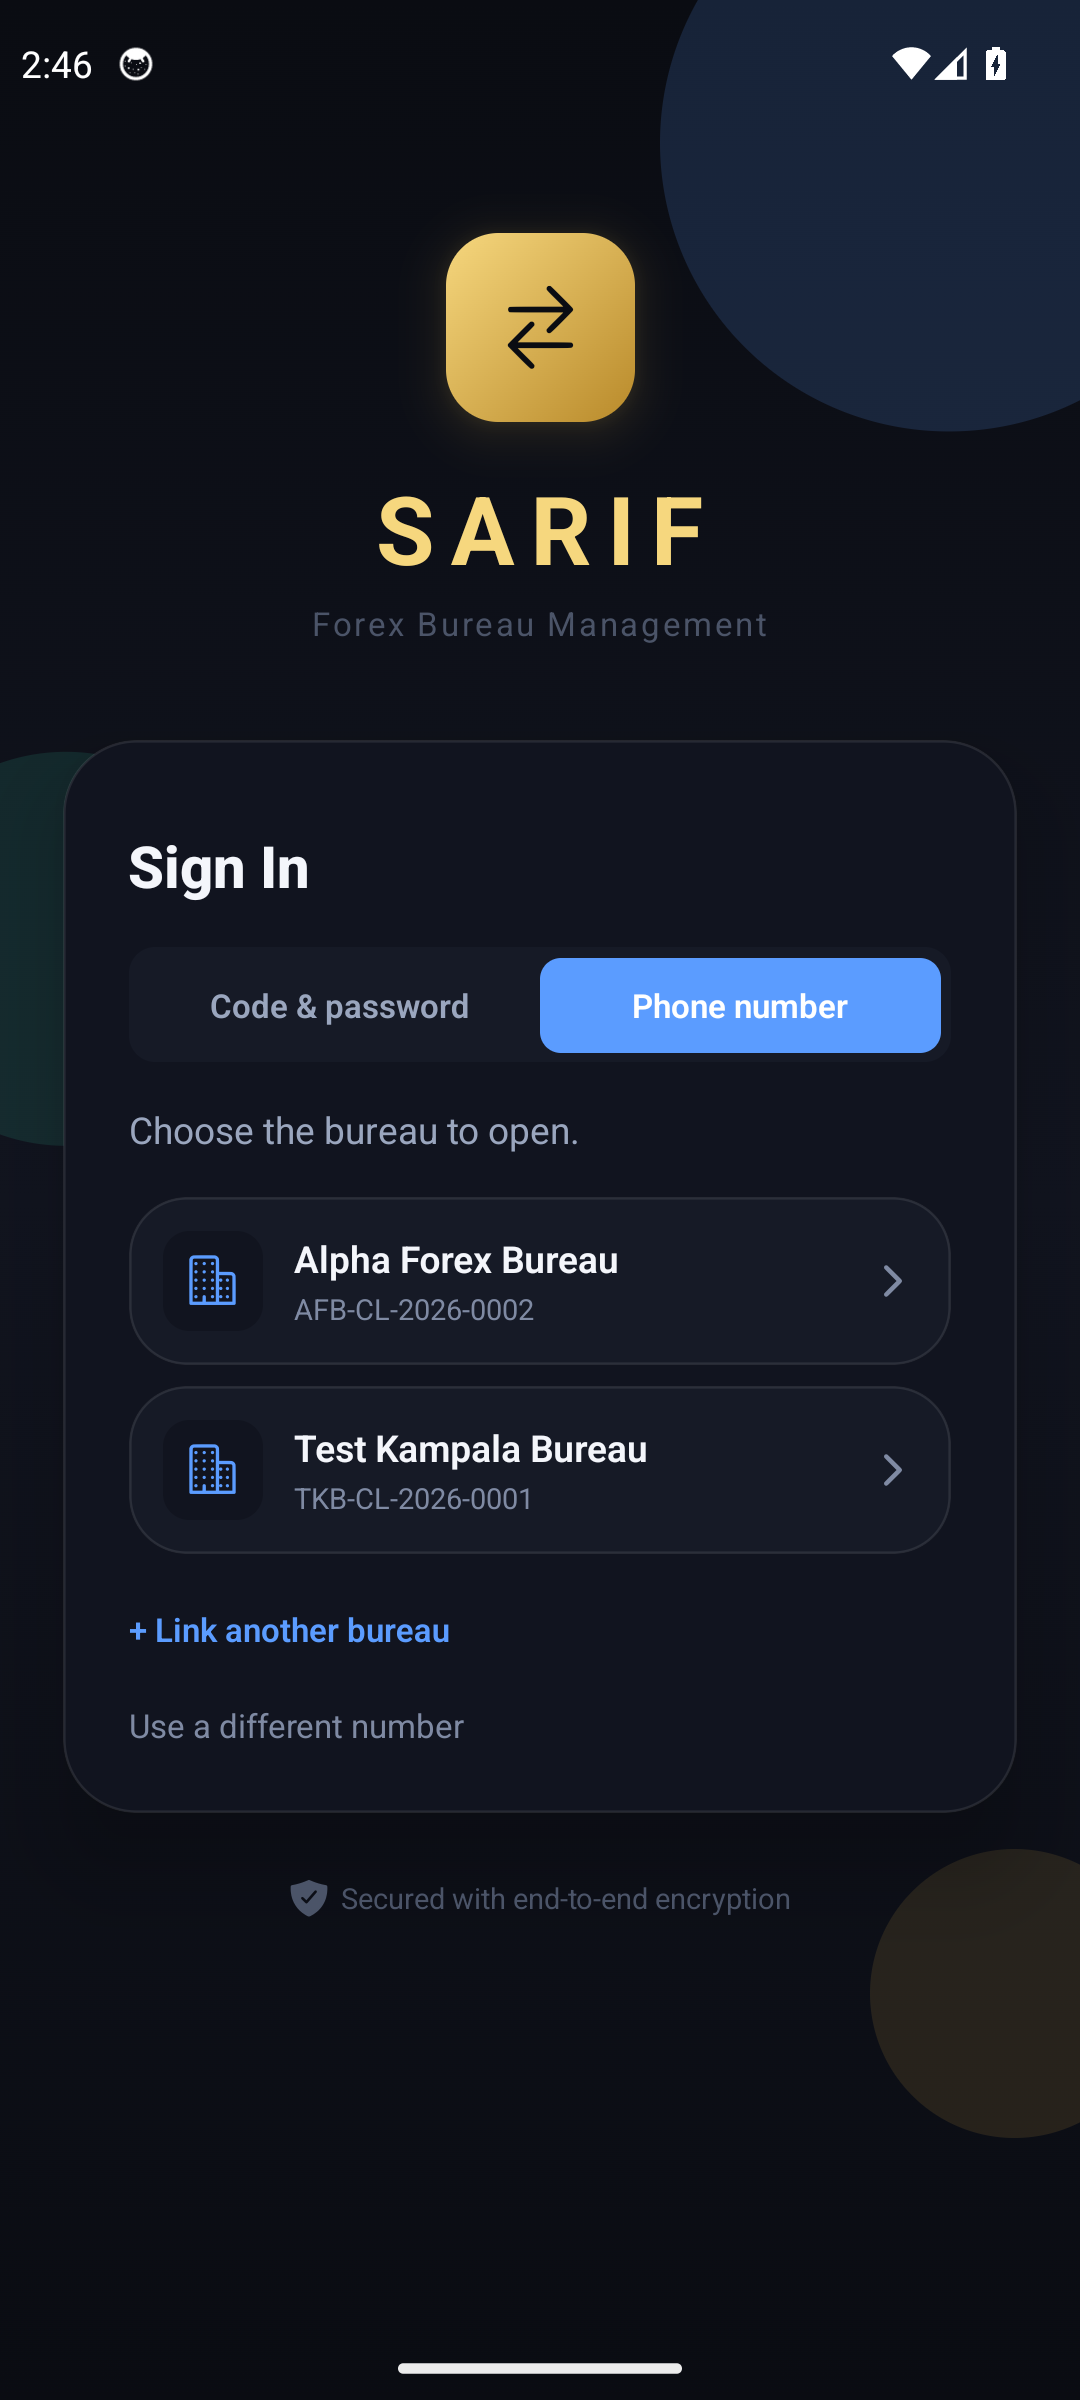 2:46
SARIF
Forex Bureau Management
Sign In
Code & password
Phone number
Choose the bureau to open.
Alpha Forex Bureau
AFB-CL-2026-0002
Test Kampala Bureau
TKB-CL-2026-0001
+ Link another bureau
Use a different number
Secured with end-to-end encryption